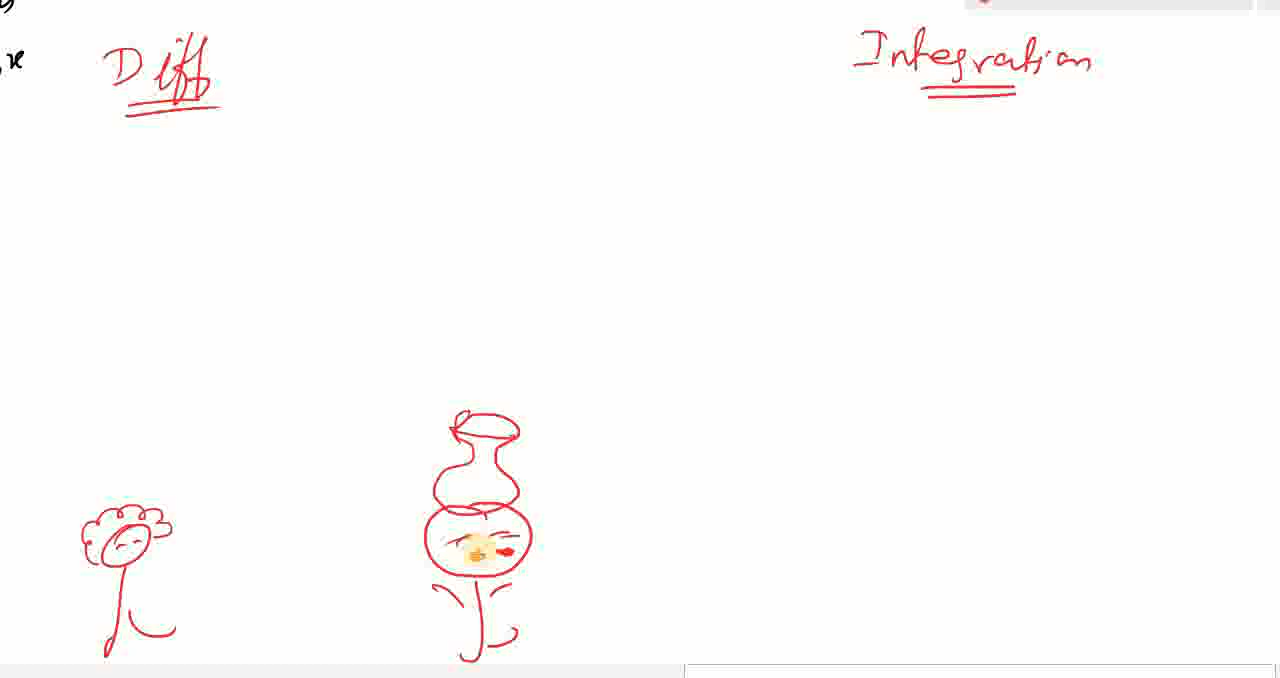 , x
Diff
Integration